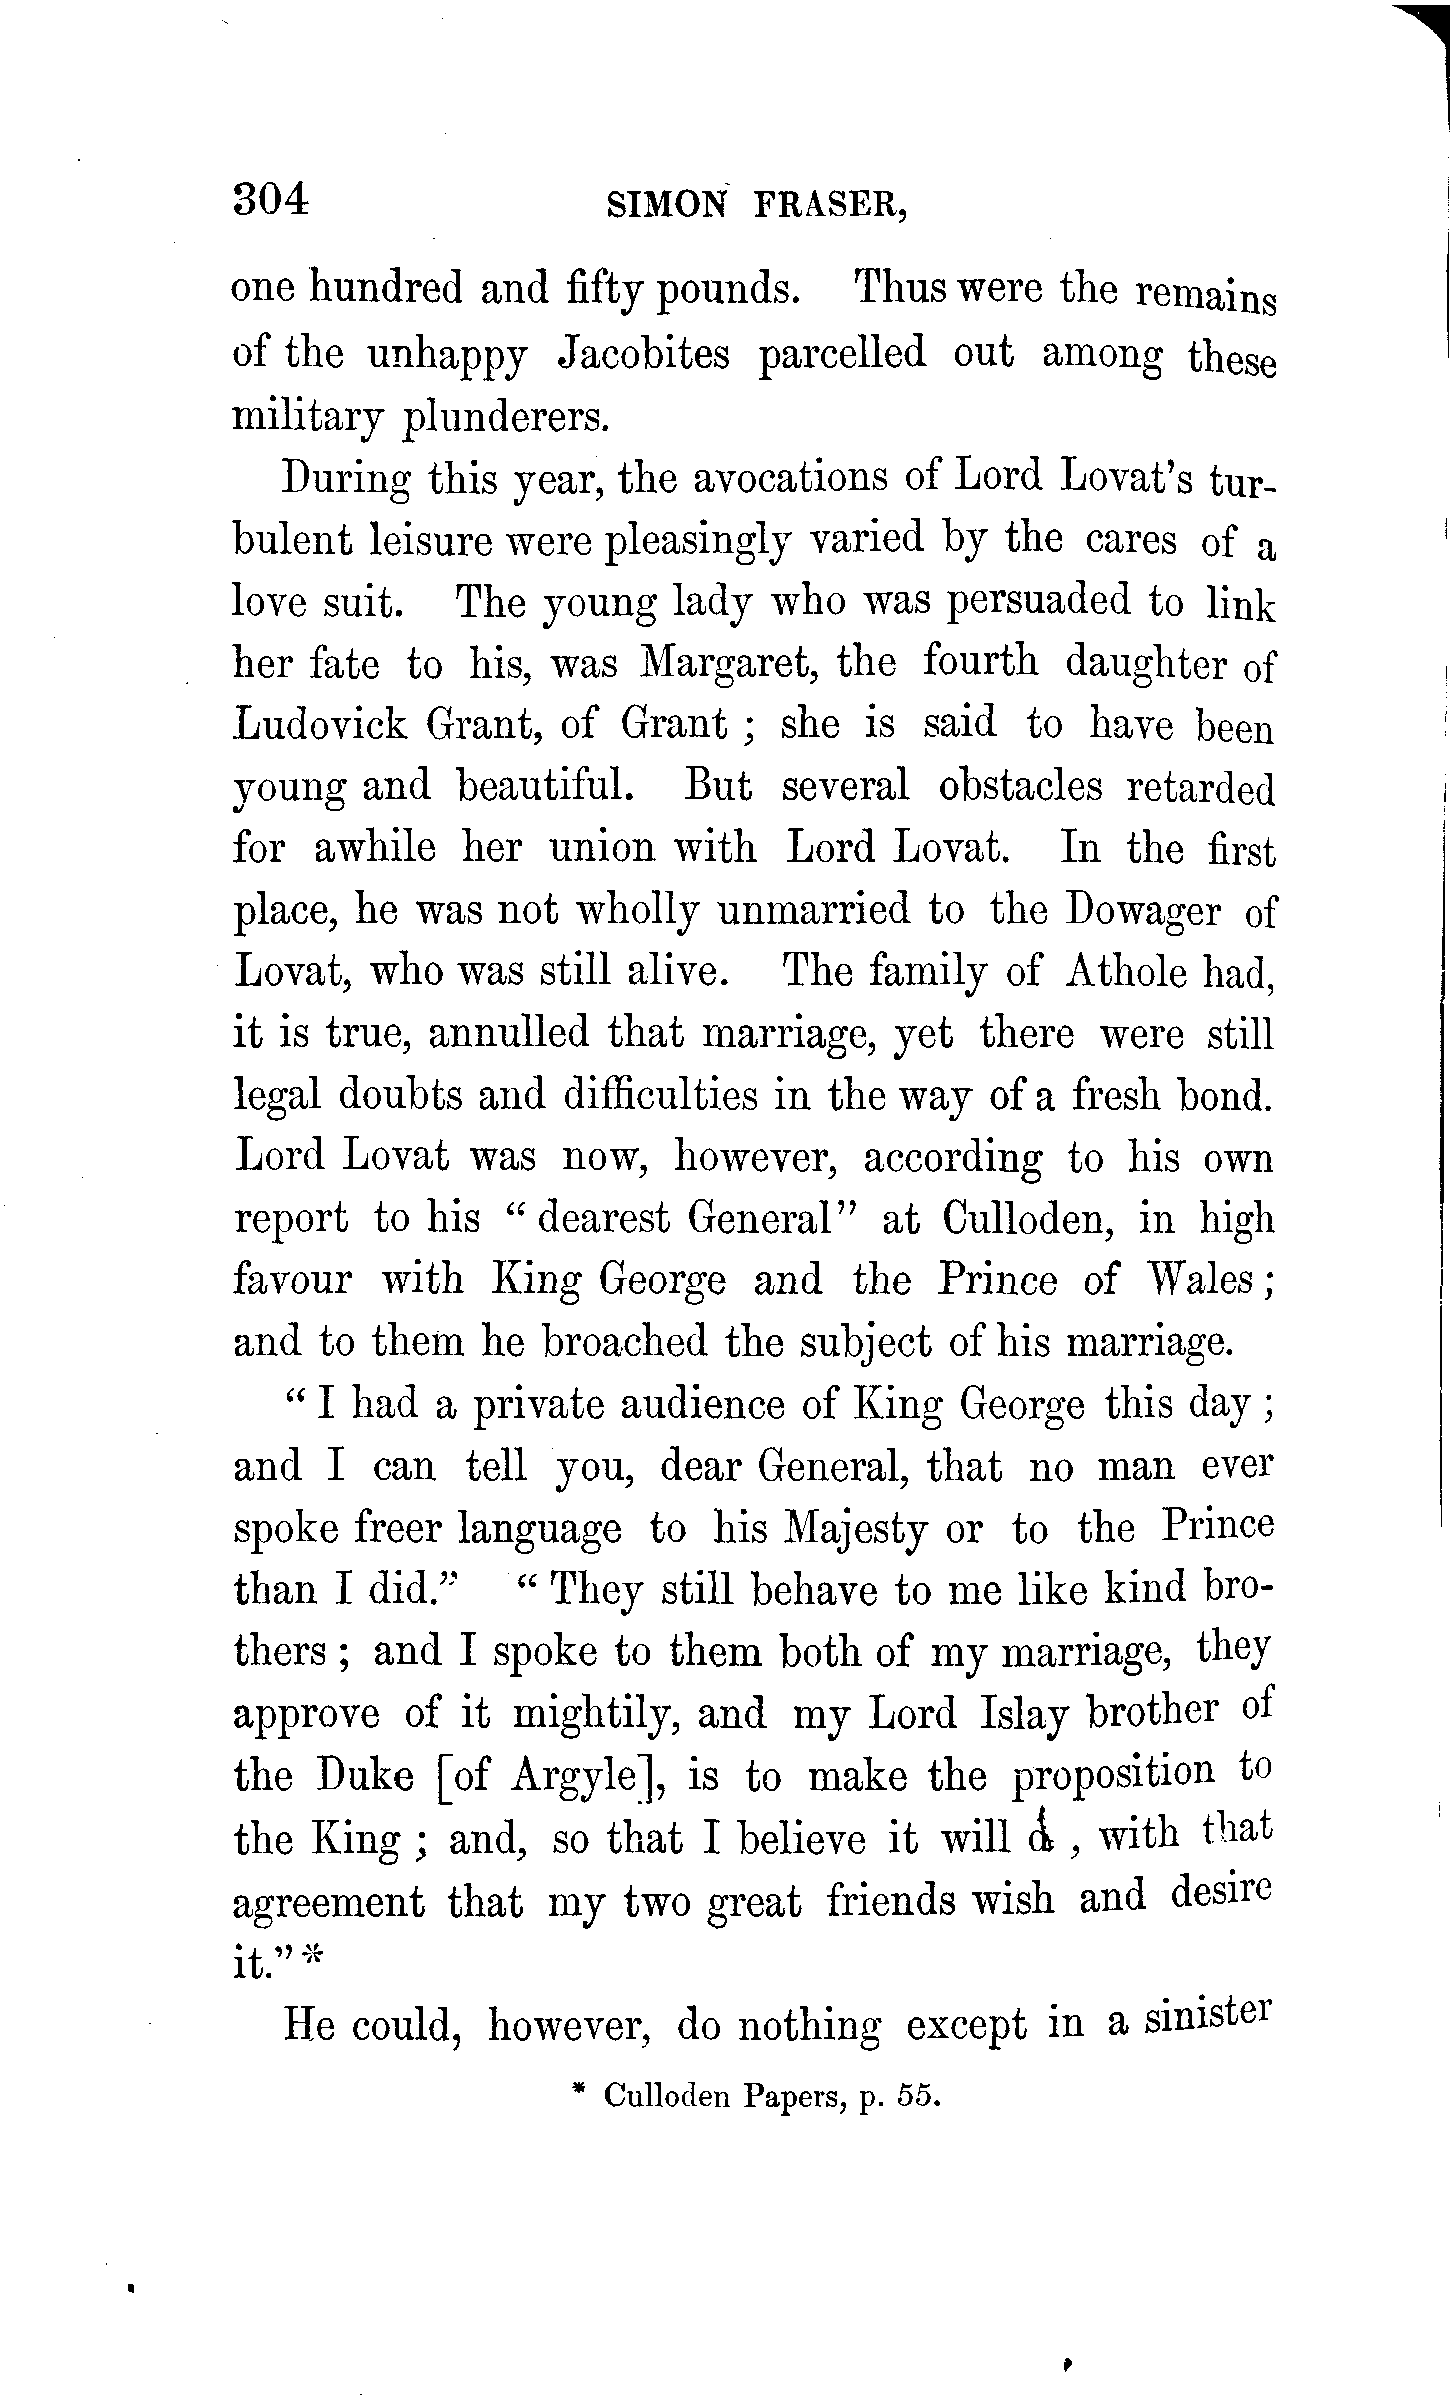 304 SIMON FRASER,
one hundred and fifty pounds. Thus were the remains
of the unhappy Jacobites parcelled out among these
military plunderers.
During this year, the avocations of Lord Lovat's tur-
bulent leisure were pleasingly varied by the cares of a
love suit. The young lady who was persuaded to link
her fate to his, was Margaret, the fourth daughter of
Ludovick Grant, of Grant ; she is said to have been
young and beautiful. But several obstacles retarded
for awhile her union with Lord Lovat. In the first
place, he was not wholly unmarried to the Dowager of
Lovat, who was still alive. The family of Athole had,
it is true, annulled that marriage, yet there were still
legal doubts and difficulties in the way of a fresh bond.
Lord Lovat was now, however, according to his own
report to his “ dearest General” at Culloden, in high
favour with King George and the Prince of Wales ;
and to them he broached the subject of his marriage.
“ I had a private audience of King George this day ;
and I can tell you, dear General, that no man ever
spoke freer language to his Majesty or to the Prince
than I did.” “ They still behave to me like kind bro-
thers ; and I spoke to them both of my marriage, they
approve of it mightily, and my Lord Islay brother of
the Duke [of Argyle], is to make the proposition to
the King ; and, so that I believe it will , with that
agreement that my two great friends wish and desire
it.” *
He could, however, do nothing except in a sinister
* Culloden Papers, p. 55.